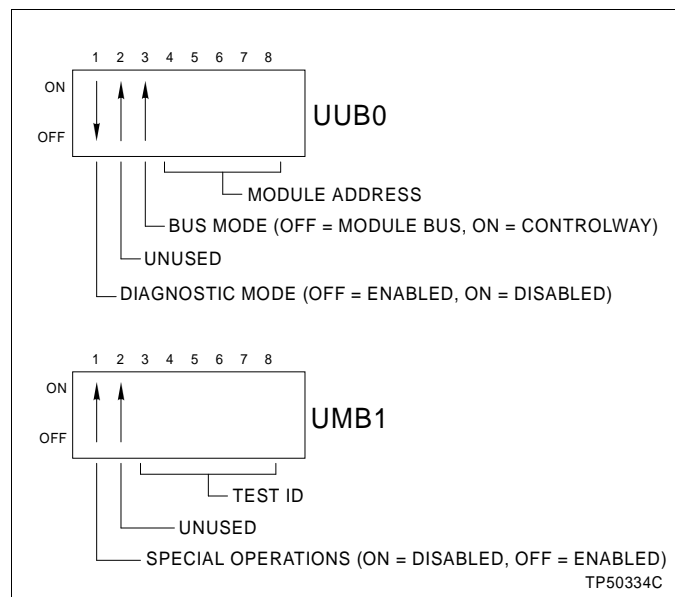 1 2 3 4 5 6 7 8
ON
UUB0
OFF
MODULE ADDRESS
BUS MODE (OFF = MODULE BUS, ON = CONTROLWAY)
UNUSED
DIAGNOSTIC MODE (OFF = ENABLED, ON = DISABLED)
1 2 3 4 5 6 7 8
ON
UMB1
OFF
TEST ID
UNUSED
SPECIAL OPERATIONS (ON = DISABLED, OFF = ENABLED)
TP50334C